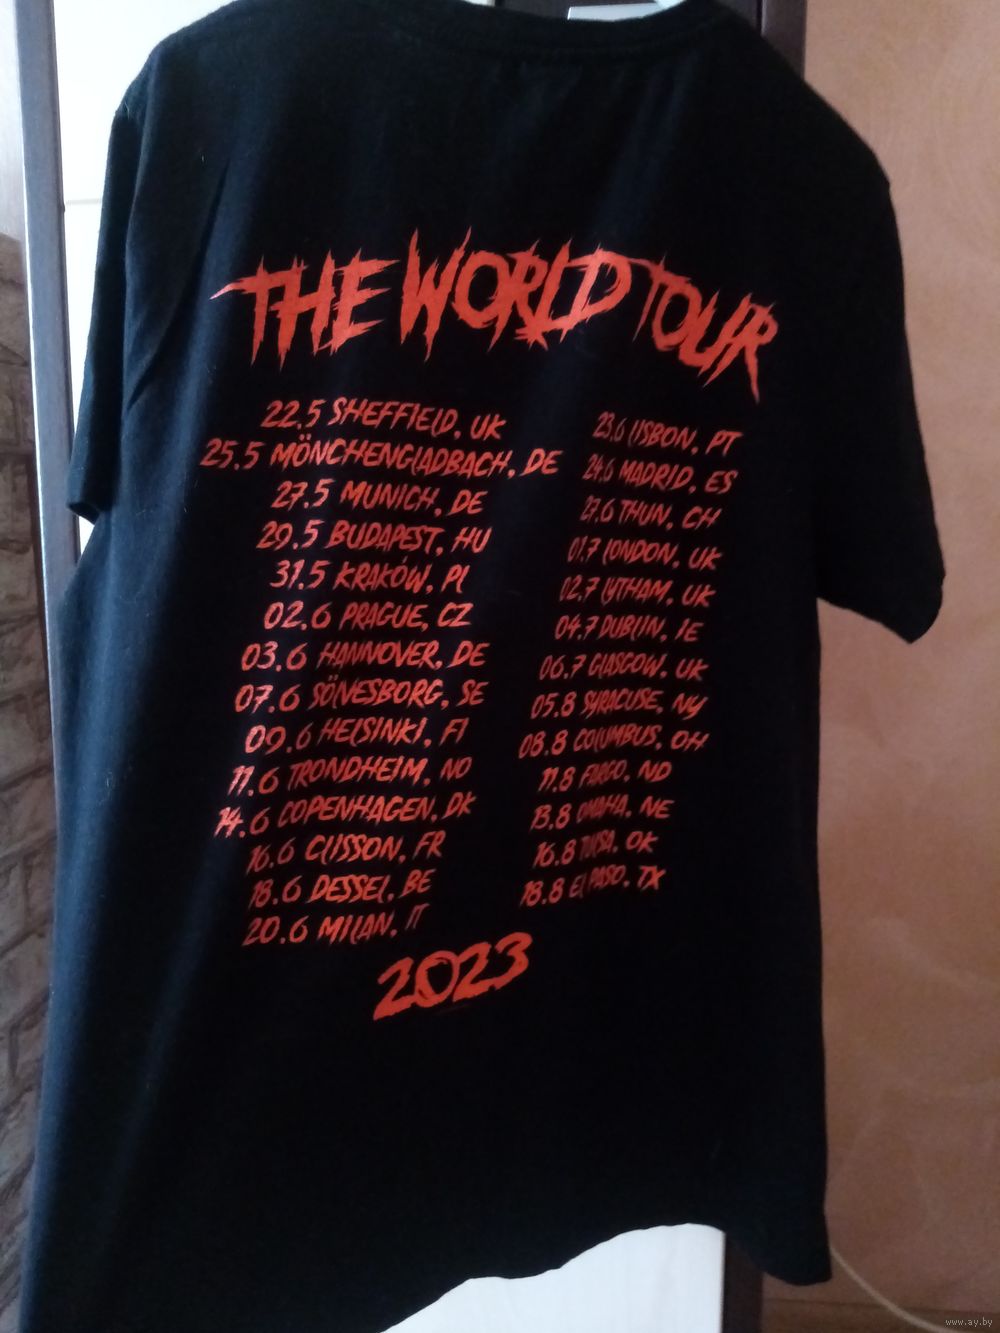 THE WORLD TOUR
22.5 SHEFFIELD, UK
25.5 MÖNCHENGLADBACH, DE
27.5 MUNICH, DE
29.5 BUDAPEST, HU
31.5 KRAKÓW, PL
02.6 PRAGUE, CZ
03.6 HANNOVER, DE
07.6 SÖLVESBORG, SE
09.6 HELSINKI, FI
11.6 TRONDHEIM, NO
14.6 COPENHAGEN, DK
16.6 CLISSON, FR
18.6 DESSEL, BE
20.6 MILAN, IT
23.6 LISBON, PT
24.6 MADRID, ES
27.6 THUN, CH
01.7 LONDON, UK
02.7 LYTHAM, UK
04.7 DUBLIN, IE
06.7 GLASGOW, UK
05.8 SYRACUSE, NY
08.8 COLUMBUS, OH
11.8 FARGO, ND
13.8 OMAHA, NE
16.8 TULSA, OK
18.8 EL PASO, TX
2023
www.ay.by